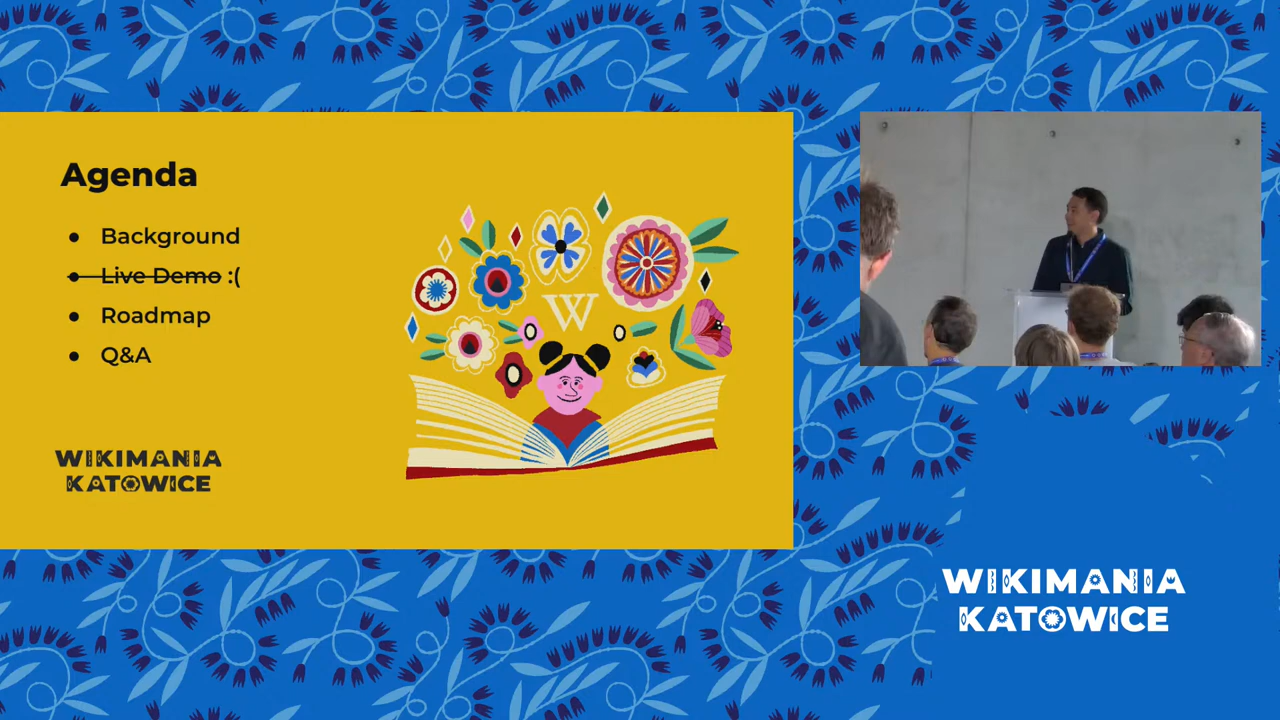 Agenda
● Background
● Live Demo :(
● Roadmap
● Q&A
W
WIKIMANIA
KATOWICE
WIKIMANIA
KATOWICE